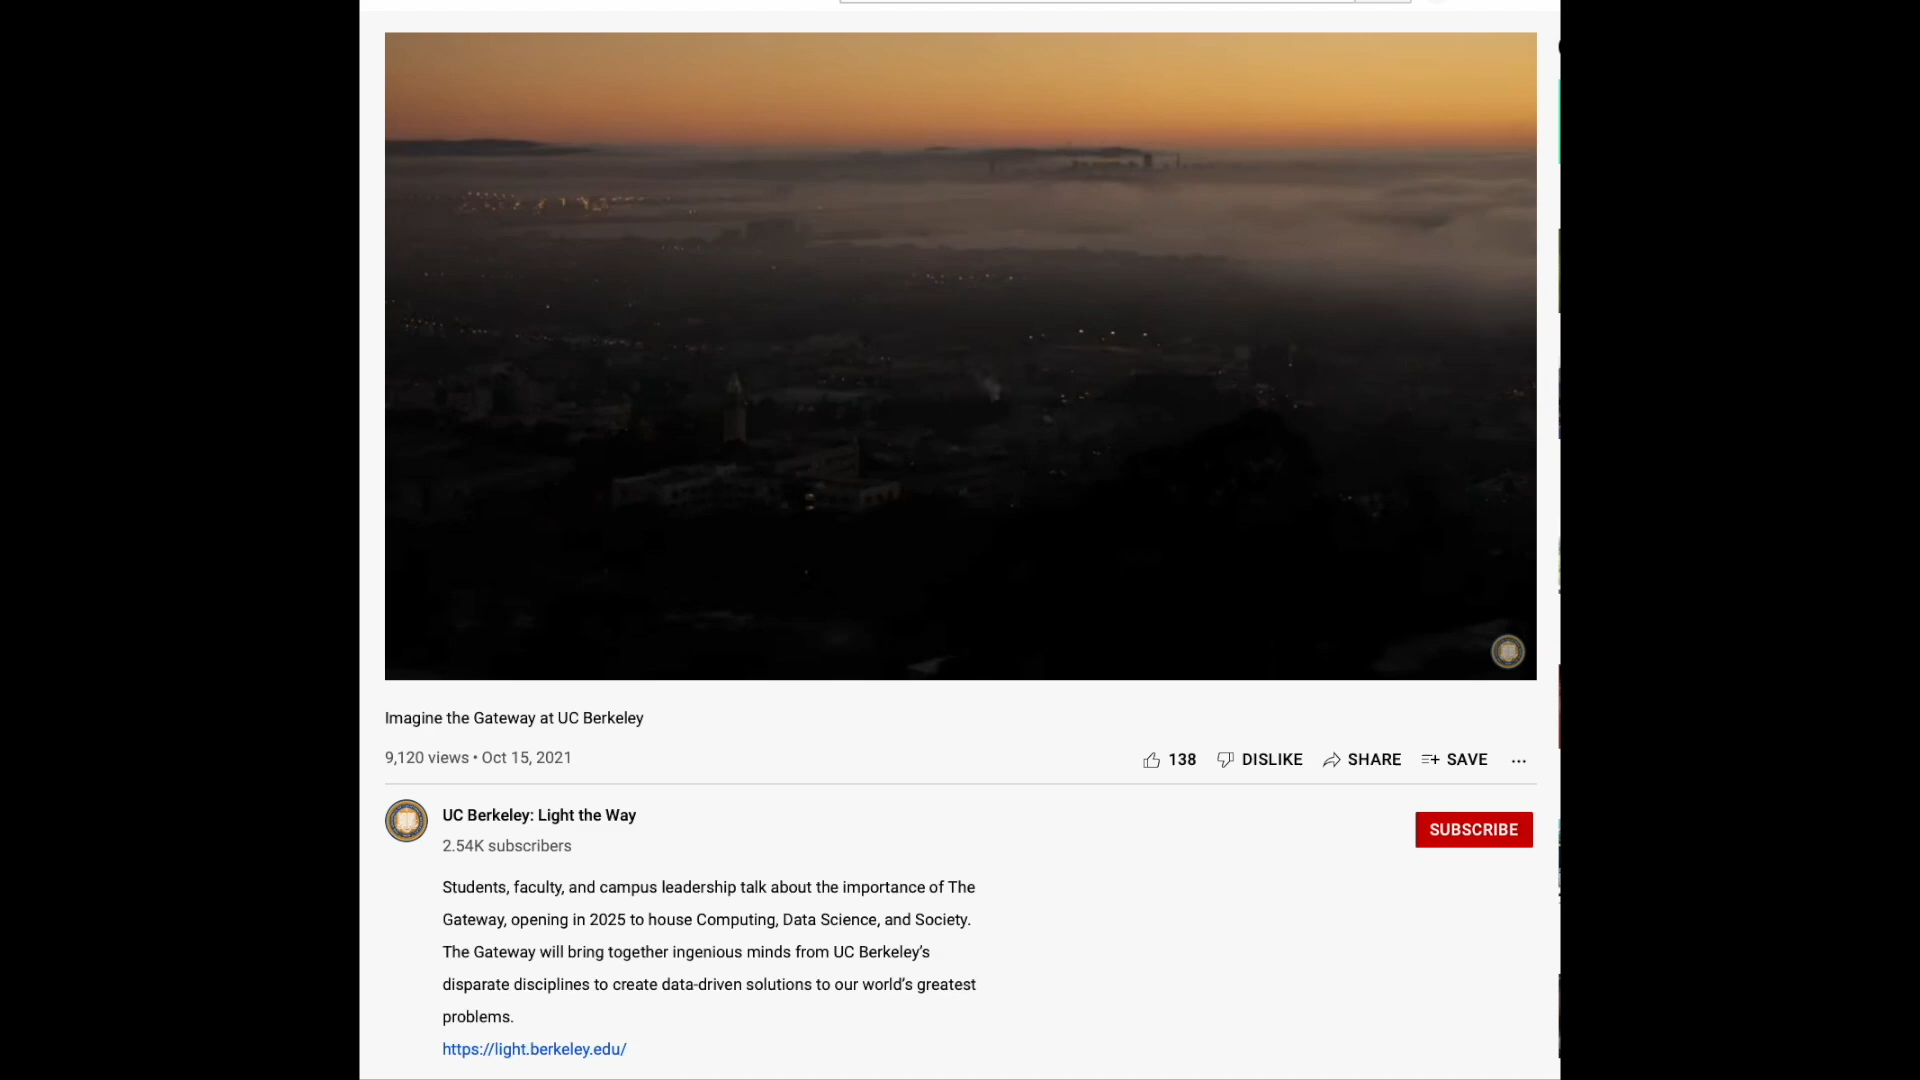 Imagine the Gateway at UC Berkeley
9,120 views • Oct 15, 2021
138 DISLIKE SHARE SAVE ...
UC Berkeley: Light the Way
SUBSCRIBE
2.54K subscribers
Students, faculty, and campus leadership talk about the importance of The
Gateway, opening in 2025 to house Computing, Data Science, and Society.
The Gateway will bring together ingenious minds from UC Berkeley’s
disparate disciplines to create data-driven solutions to our world’s greatest
problems.
https://light.berkeley.edu/